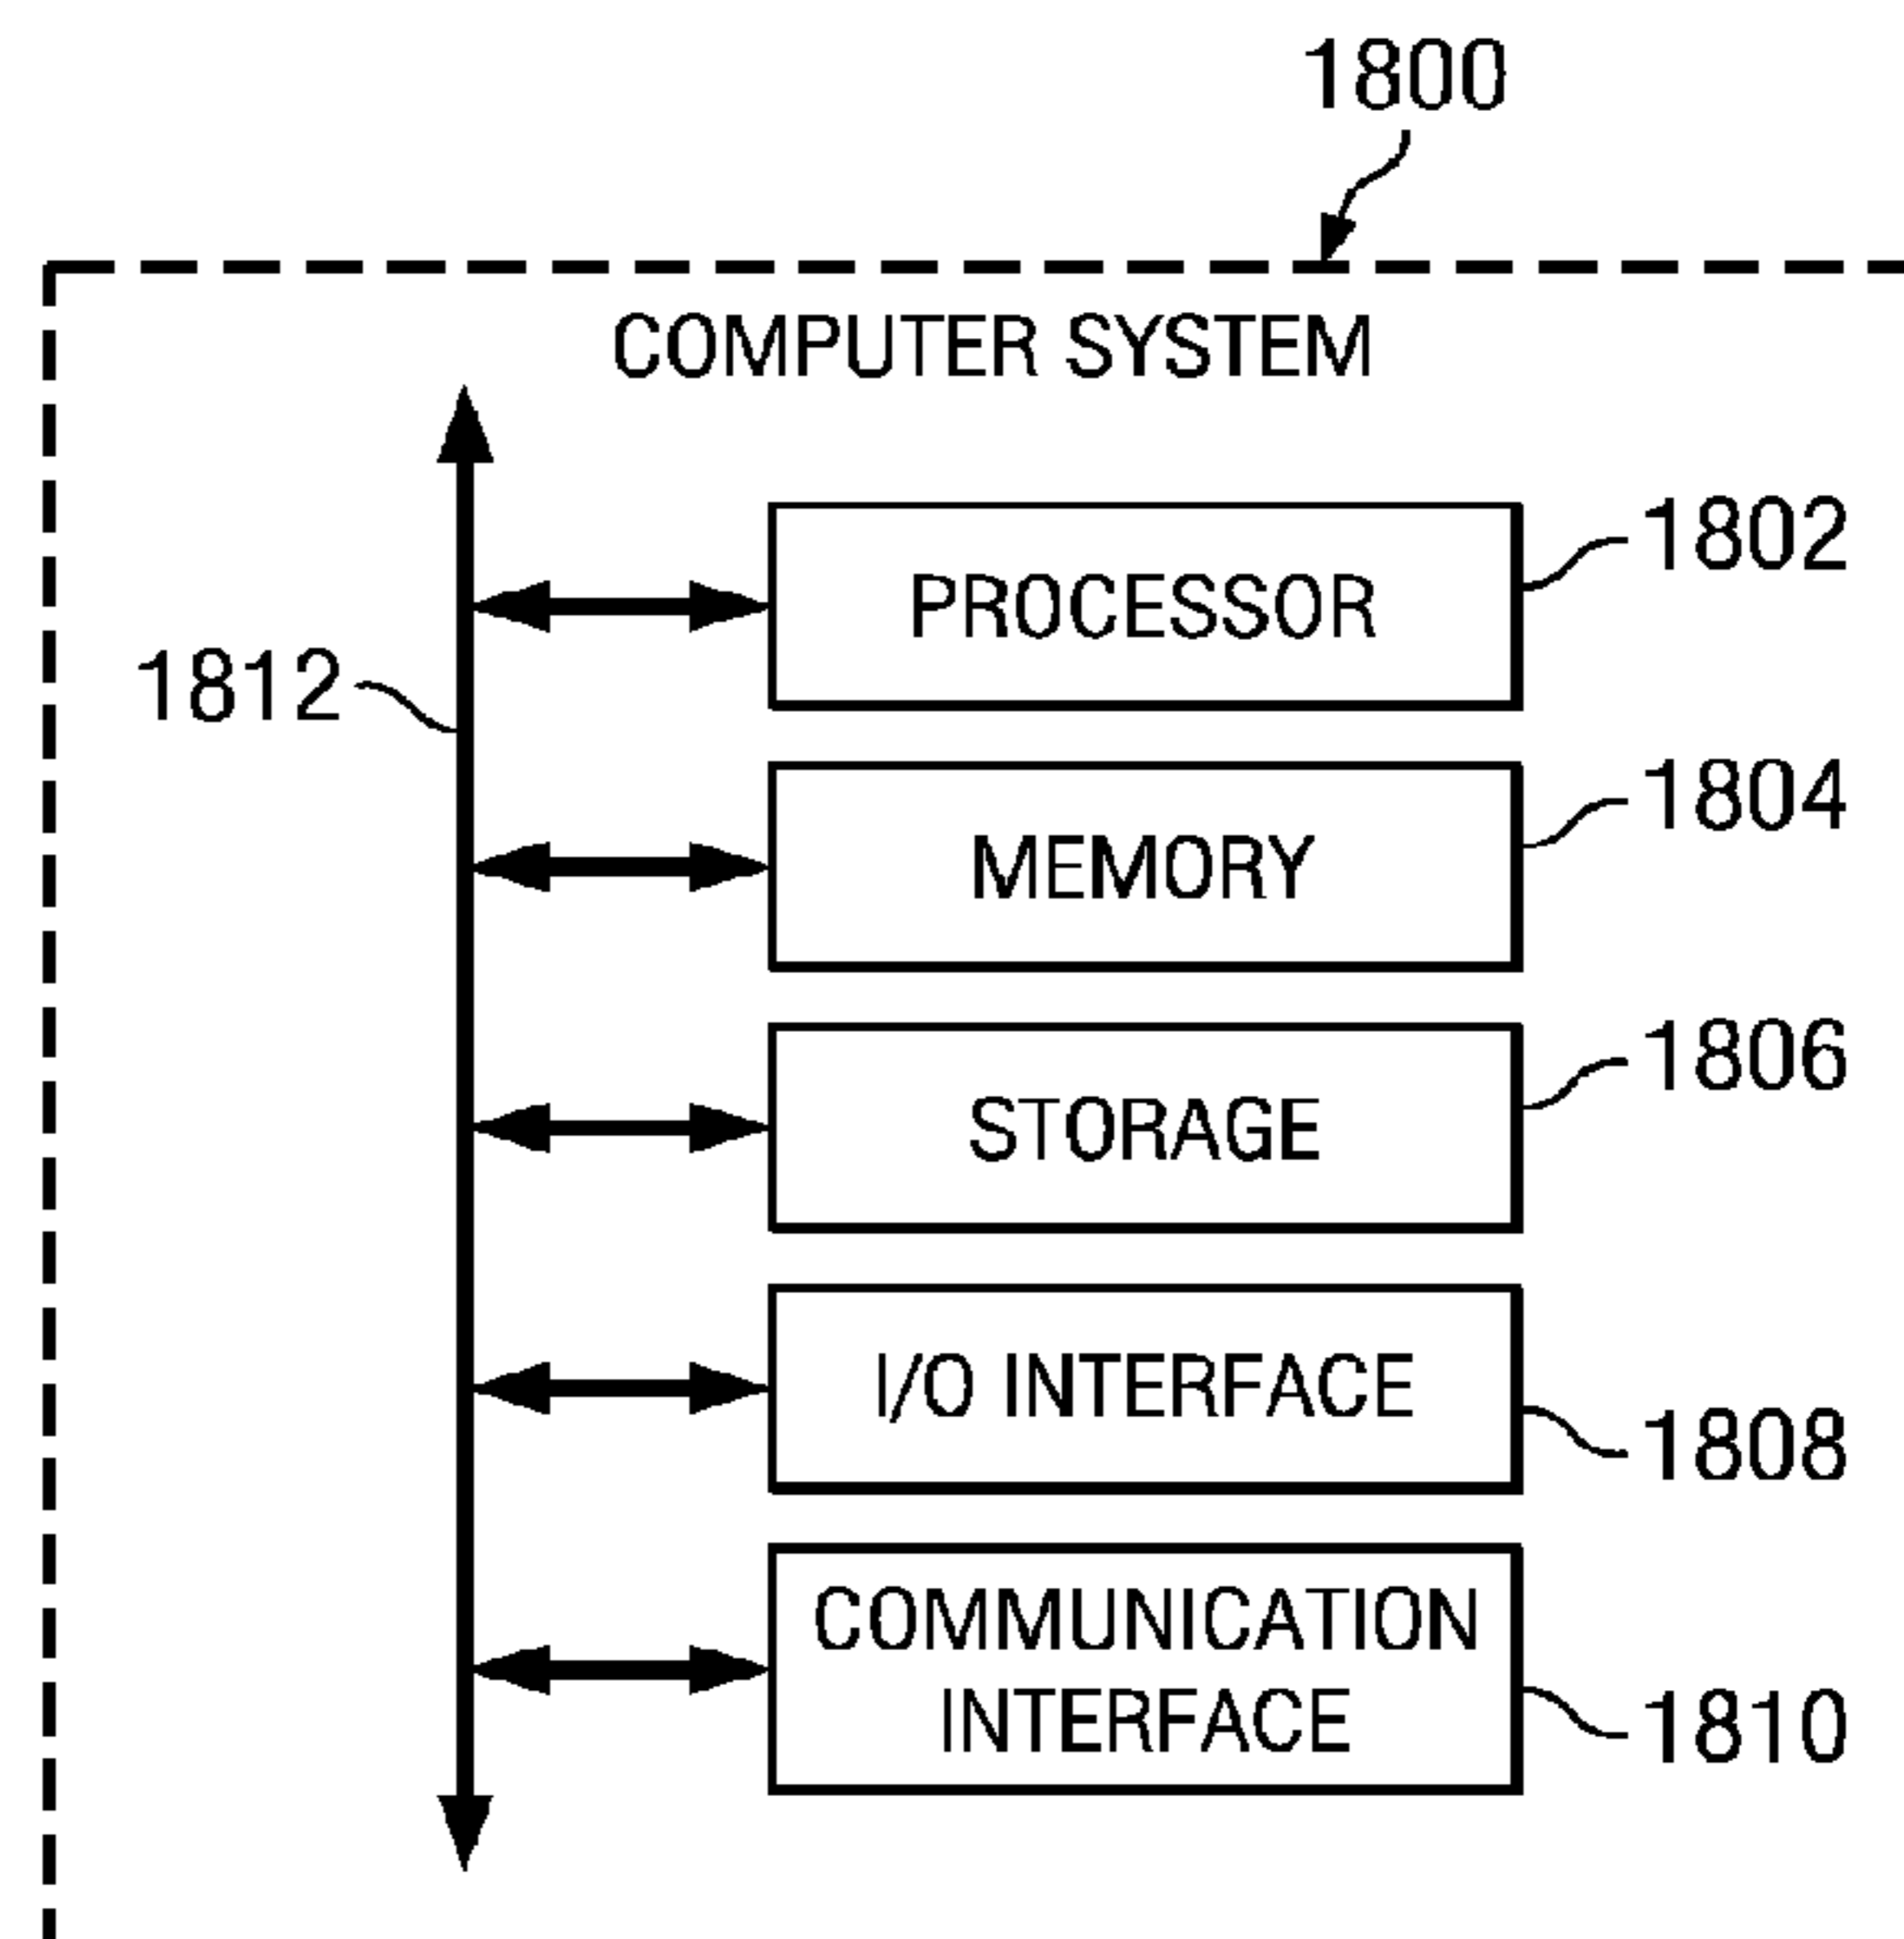 1800
COMPUTER SYSTEM
PROCESSOR
1802
1812
MEMORY
1804
STORAGE
1806
I/O INTERFACE
1808
COMMUNICATION
INTERFACE
1810